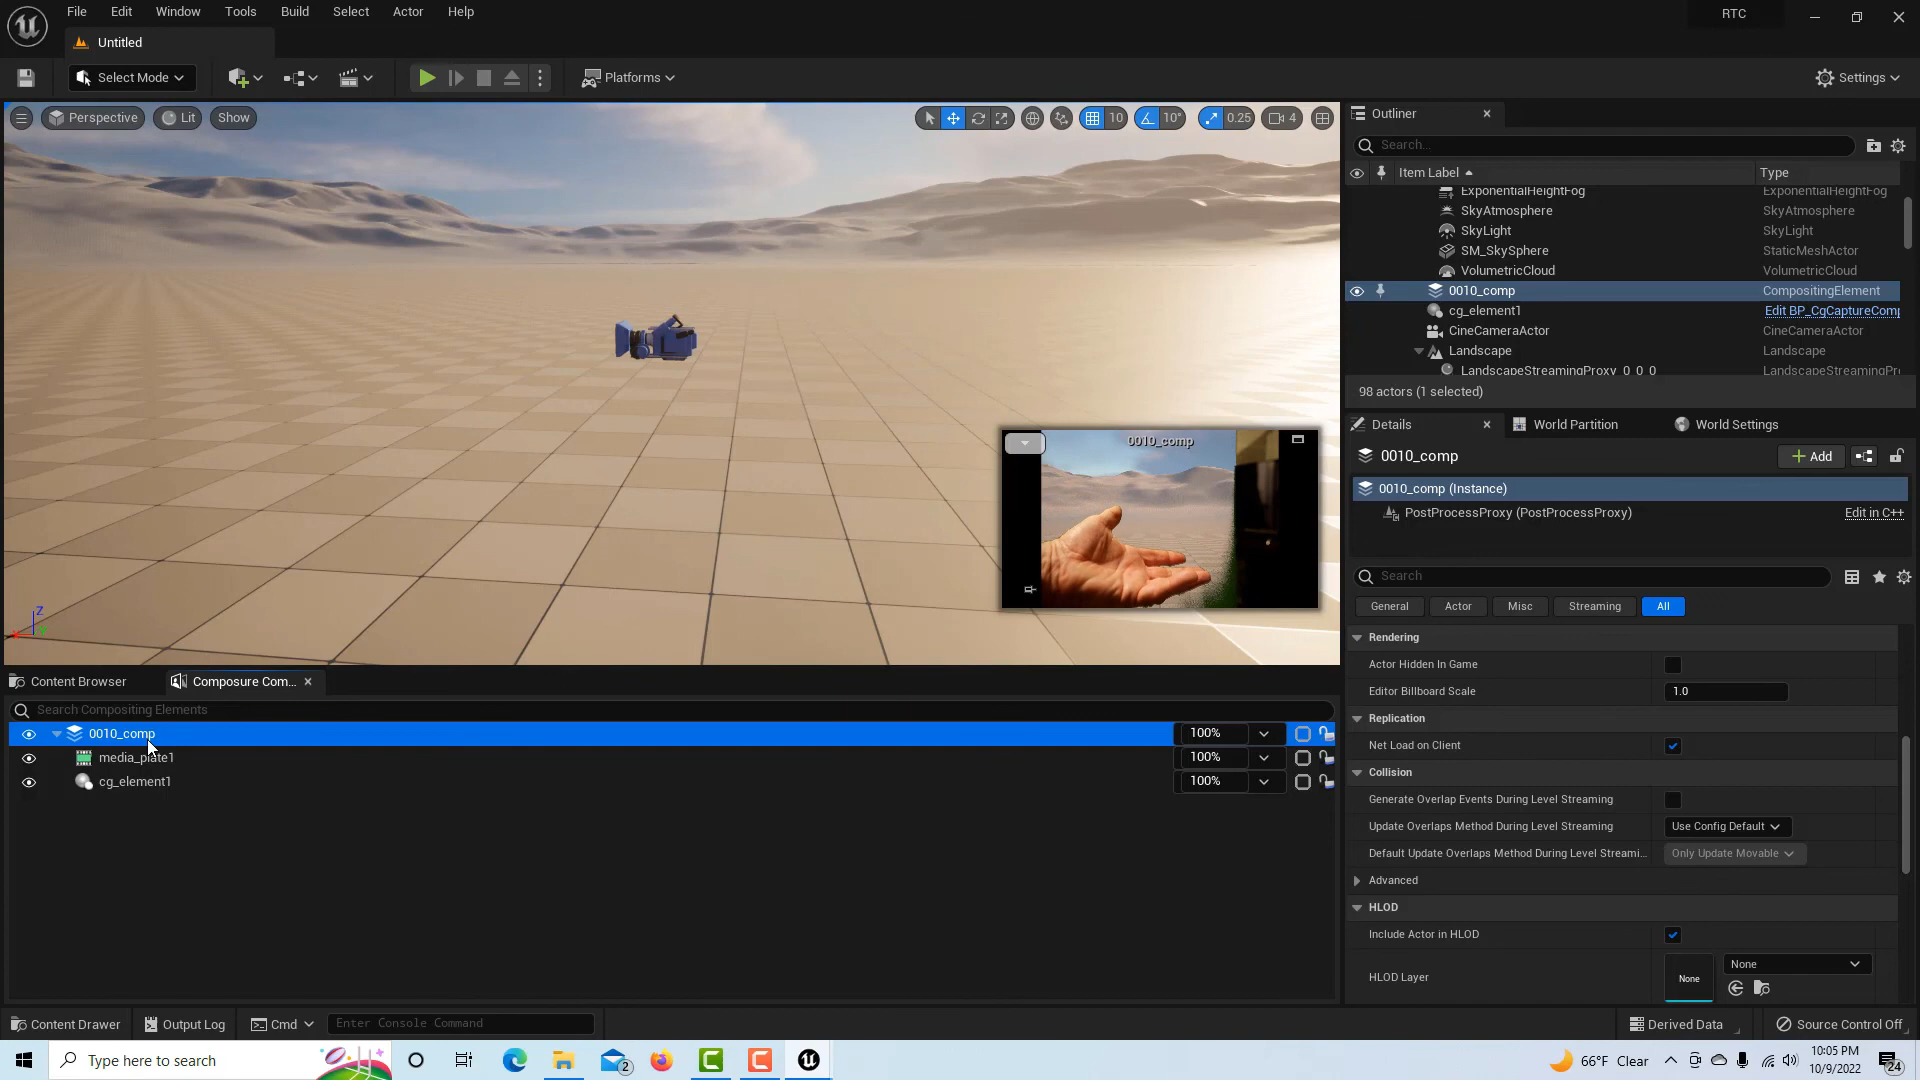 File Edit Window Tools Build Select Actor Help
RTC
Untitled
Select Mode
Platforms
Settings
Perspective
Lit
Show
10
10°
0.25
4
0010_comp
Outliner
Search...
Item Label
Type
ExponentialHeightFog ExponentialHeightFog
SkyAtmosphere SkyAtmosphere
SkyLight SkyLight
SM_SkySphere StaticMeshActor
VolumetricCloud VolumetricCloud
0010_comp CompositingElement
cg_element1 Edit BP_CgCaptureComp
CineCameraActor CineCameraActor
Landscape Landscape
LandscapeStreamingProxy_0_0_0 LandscapeStreamingPr
98 actors (1 selected)
Details
World Partition
World Settings
0010_comp
Add
0010_comp (Instance)
PostProcessProxy (PostProcessProxy) Edit in C++
Search
General Actor Misc Streaming All
Rendering
Actor Hidden In Game
Editor Billboard Scale 1.0
Replication
Net Load on Client
Collision
Generate Overlap Events During Level Streaming
Update Overlaps Method During Level Streaming Use Config Default
Default Update Overlaps Method During Level Streami... Only Update Movable
Advanced
HLOD
Include Actor in HLOD
HLOD Layer None None
Content Browser
Composure Com...
Search Compositing Elements
0010_comp 100%
media_plate1 100%
cg_element1 100%
Content Drawer
Output Log
Cmd
Enter Console Command
Derived Data
Source Control Off
Type here to search
2
66°F Clear
10:05 PM
10/9/2022
24
Z